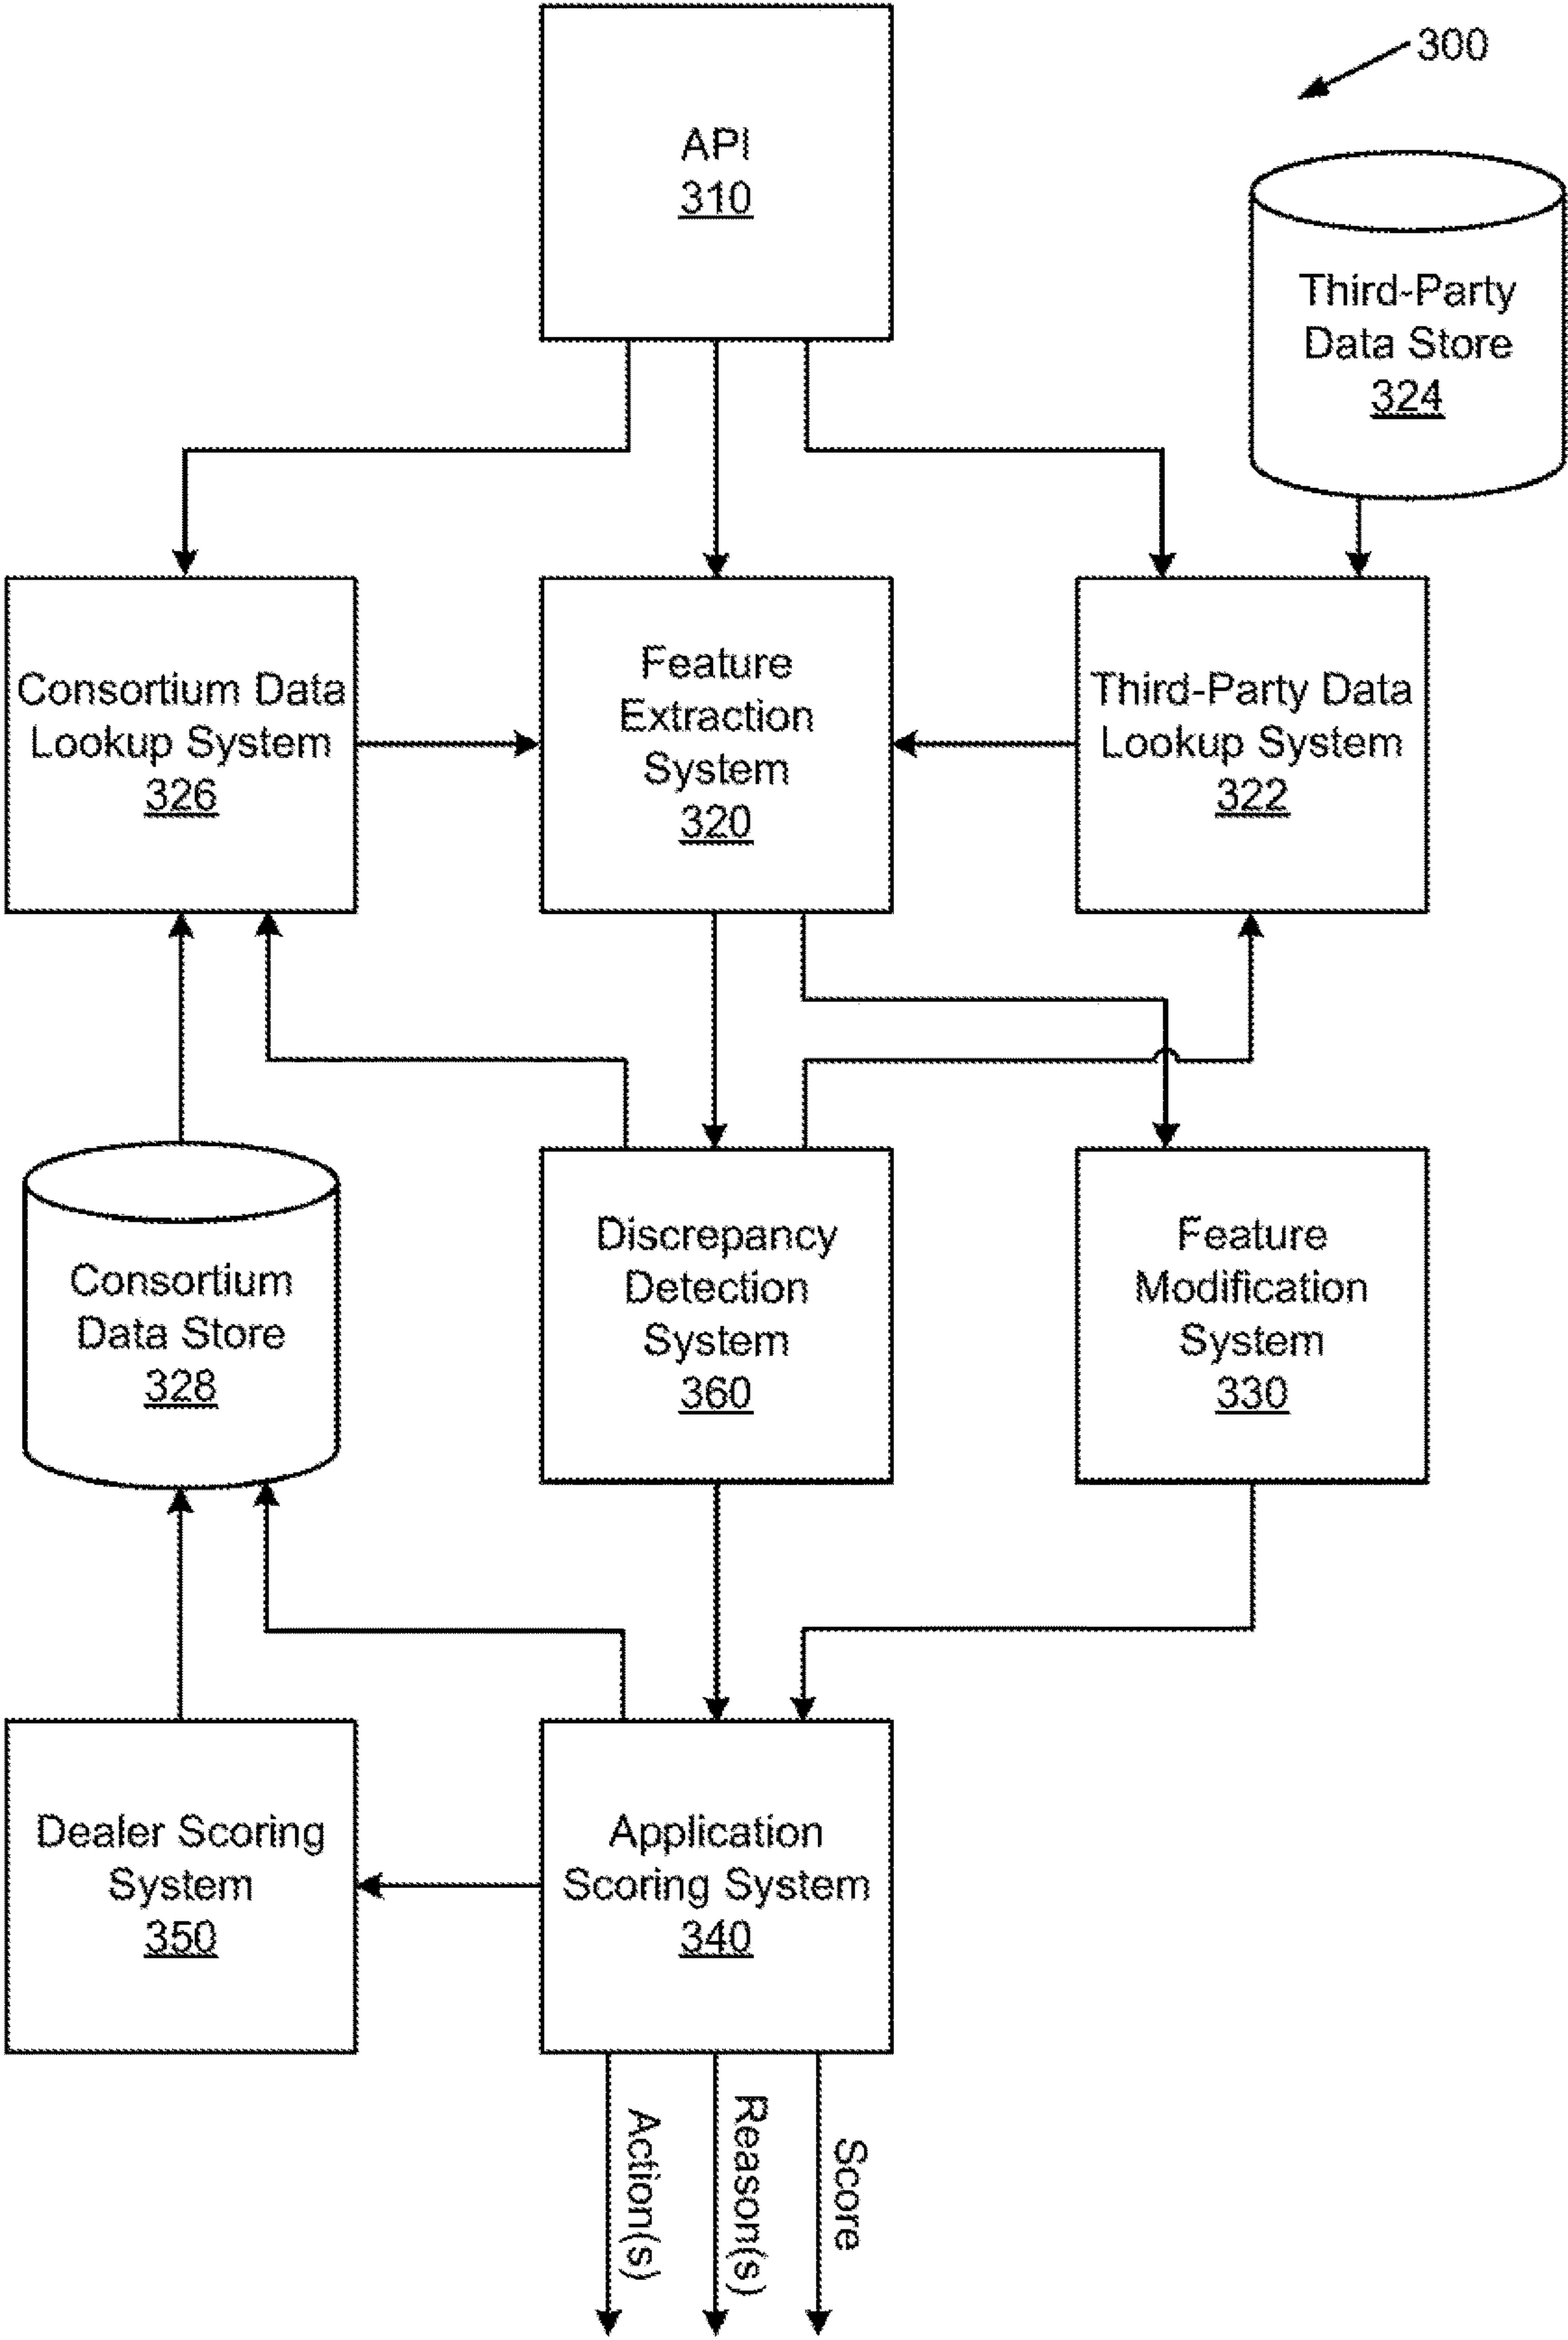 300
API
310
Third-Party
Data Store
324
Consortium Data
Lookup System
326
Feature
Extraction
System
320
Third-Party Data
Lookup System
322
Consortium
Data Store
328
Discrepancy
Detection
System
360
Feature
Modification
System
330
Dealer Scoring
System
350
Application
Scoring System
340
Action(s)
Reason(s)
Score